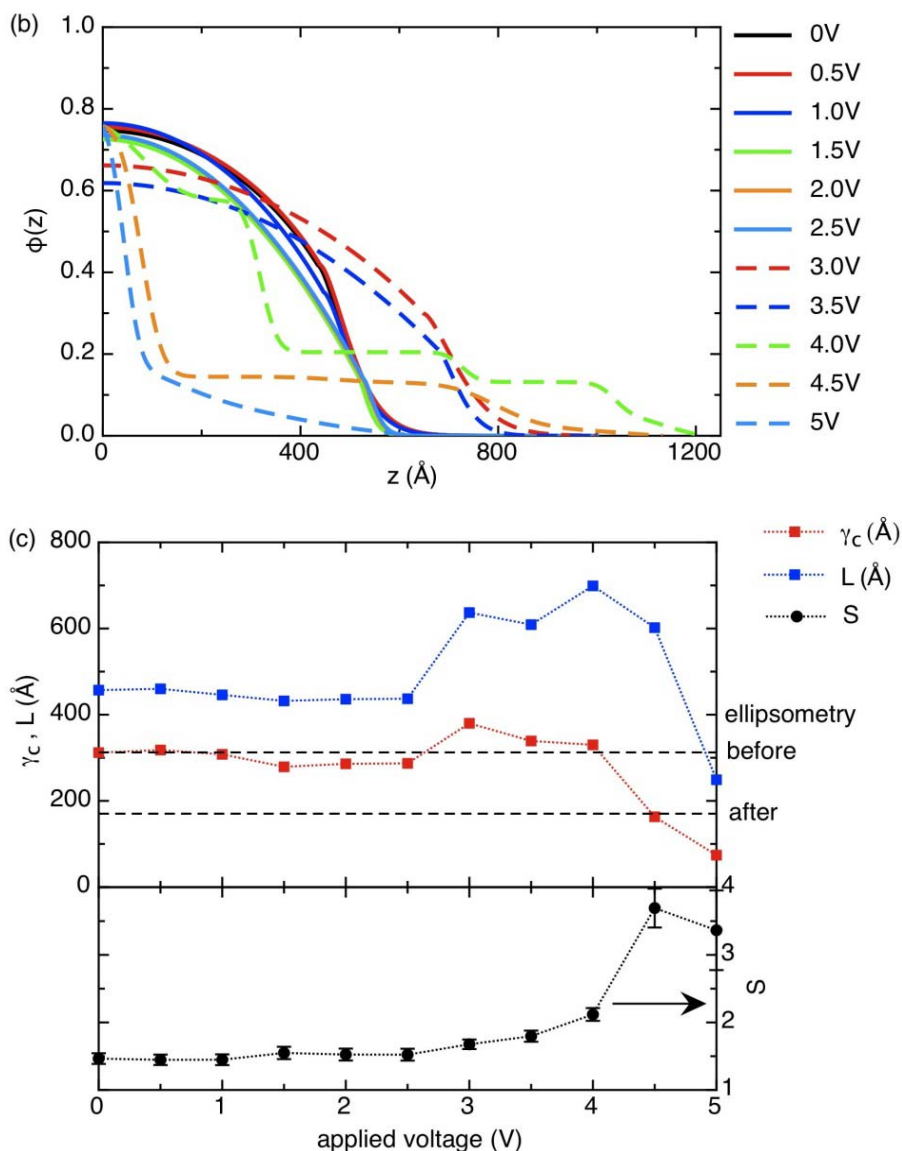 (b)
1.0
0.8
0.6
0.4
0.2
0.0
ϕ(z)
0
400
800
1200
z (Å)
0V
0.5V
1.0V
1.5V
2.0V
2.5V
3.0V
3.5V
4.0V
4.5V
5V
(c)
800
600
400
200
0
γc , L (Å)
γc (Å)
L (Å)
S
ellipsometry
before
after
4
3
2
1
S
0
1
2
3
4
5
applied voltage (V)